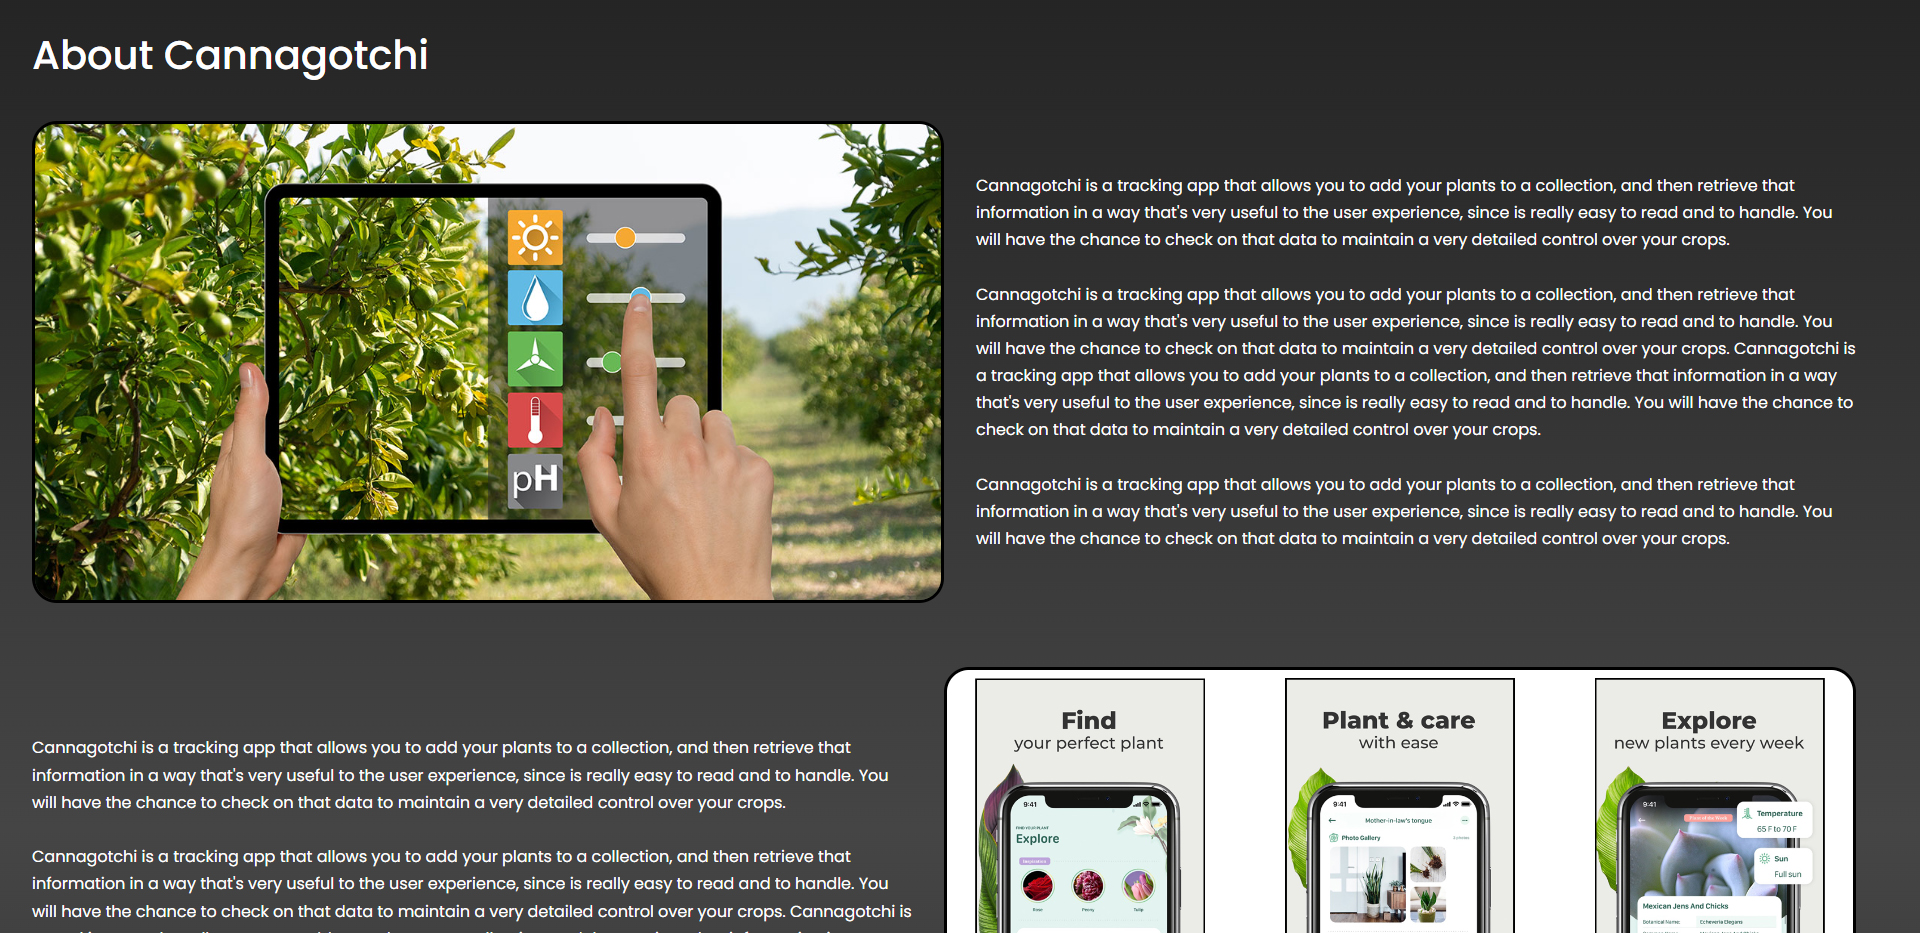 About Cannagotchi
pH
Cannagotchi is a tracking app that allows you to add your plants to a collection, and then retrieve that
information in a way that's very useful to the user experience, since is really easy to read and to handle. You
will have the chance to check on that data to maintain a very detailed control over your crops.
Cannagotchi is a tracking app that allows you to add your plants to a collection, and then retrieve that
information in a way that's very useful to the user experience, since is really easy to read and to handle. You
will have the chance to check on that data to maintain a very detailed control over your crops. Cannagotchi is
a tracking app that allows you to add your plants to a collection, and then retrieve that information in a way
that's very useful to the user experience, since is really easy to read and to handle. You will have the chance to
check on that data to maintain a very detailed control over your crops.
Cannagotchi is a tracking app that allows you to add your plants to a collection, and then retrieve that
information in a way that's very useful to the user experience, since is really easy to read and to handle. You
will have the chance to check on that data to maintain a very detailed control over your crops.
Cannagotchi is a tracking app that allows you to add your plants to a collection, and then retrieve that
information in a way that's very useful to the user experience, since is really easy to read and to handle. You
will have the chance to check on that data to maintain a very detailed control over your crops.
Cannagotchi is a tracking app that allows you to add your plants to a collection, and then retrieve that
information in a way that's very useful to the user experience, since is really easy to read and to handle. You
will have the chance to check on that data to maintain a very detailed control over your crops. Cannagotchi is
Find
your perfect plant
9:41
FIND YOUR PLANT
Explore
Rose
Peony
Tulip
Plant & care
with ease
9:41
Mother-in-law's tongue
Photo Gallery
Explore
new plants every week
9:41
Plant of the Week
Temperature
65 F to 70 F
Sun
Full sun
Mexican Jens And Chicks
Botanical Name:
Echeveria Elegans